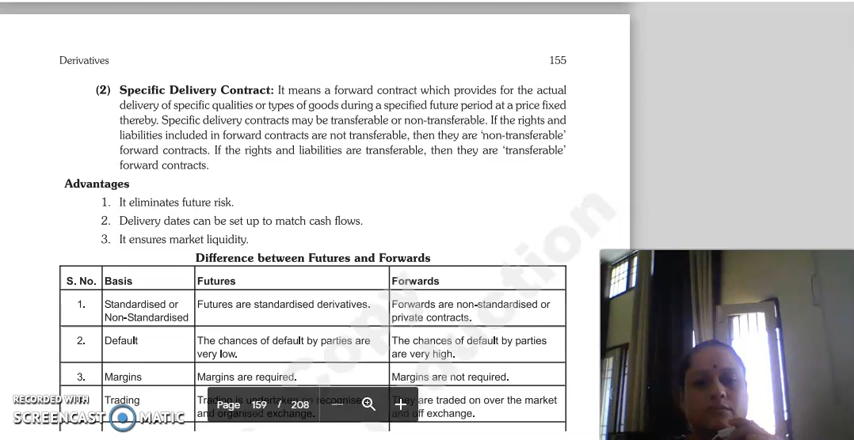 Derivatives 155
(2) Specific Delivery Contract: It means a forward contract which provides for the actual
delivery of specific qualities or types of goods during a specified future period at a price fixed
thereby. Specific delivery contracts may be transferable or non-transferable. If the rights and
liabilities included in forward contracts are not transferable, then they are 'non-transferable'
forward contracts. If the rights and liabilities are transferable, then they are 'transferable'
forward contracts.
Advantages
1. It eliminates future risk.
2. Delivery dates can be set up to match cash flows.
3. It ensures market liquidity.
Difference between Futures and Forwards
S. No. Basis Futures Forwards
1. Standardised or Futures are standardised derivatives. Forwards are non-standardised or
Non-Standardised private contracts.
2. Default The chances of default by parties are The chances of default by parties
very low. are very high.
3. Margins Margins are required. Margins are not required.
Trading Trading is undertaken are traded on over the market
and organised exchange. off exchange.
Page 159 / 208 — +
RECORDED WITH
SCREENCAST MATIC